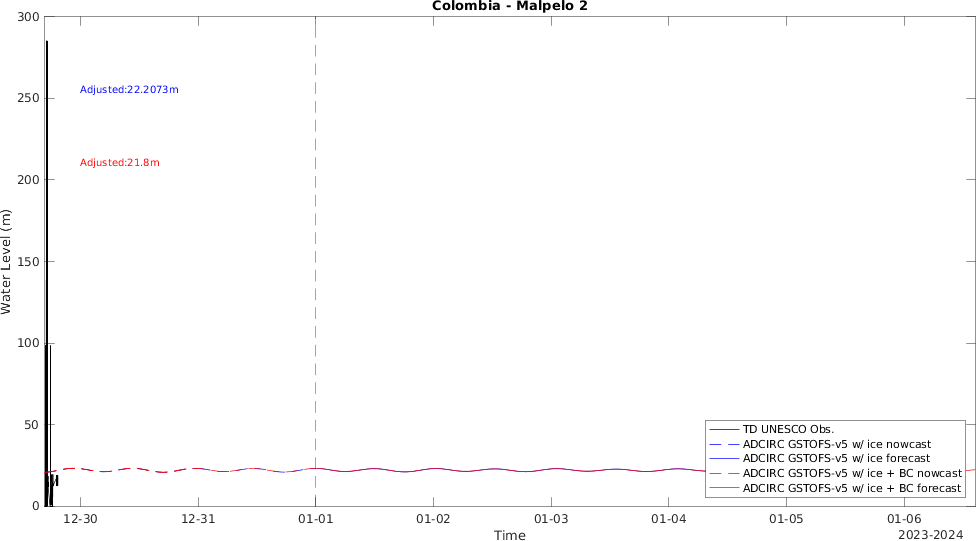 Colombia - Malpelo 2
300
250
200
150
100
50
0
Water Level (m)
Adjusted:22.2073m
Adjusted:21.8m
TD UNESCO Obs.
ADCIRC GSTOFS-v5 w/ ice nowcast
ADCIRC GSTOFS-v5 w/ ice forecast
ADCIRC GSTOFS-v5 w/ ice + BC nowcast
ADCIRC GSTOFS-v5 w/ ice + BC forecast
12-30 12-31 01-01 01-02 01-03 01-04 01-05 01-06
Time
2023-2024